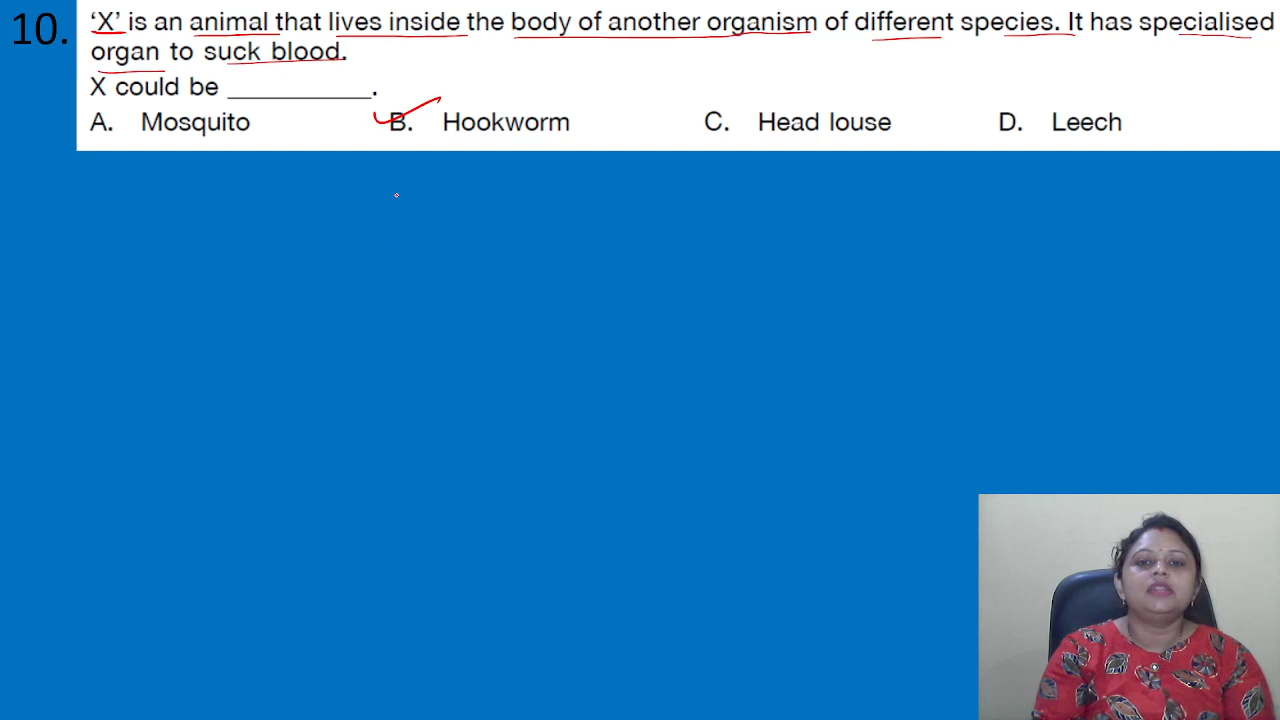 10. ‘X’ is an animal that lives inside the body of another organism of different species. It has specialised
organ to suck blood.
X could be __________.
A. Mosquito B. Hookworm C. Head louse D. Leech